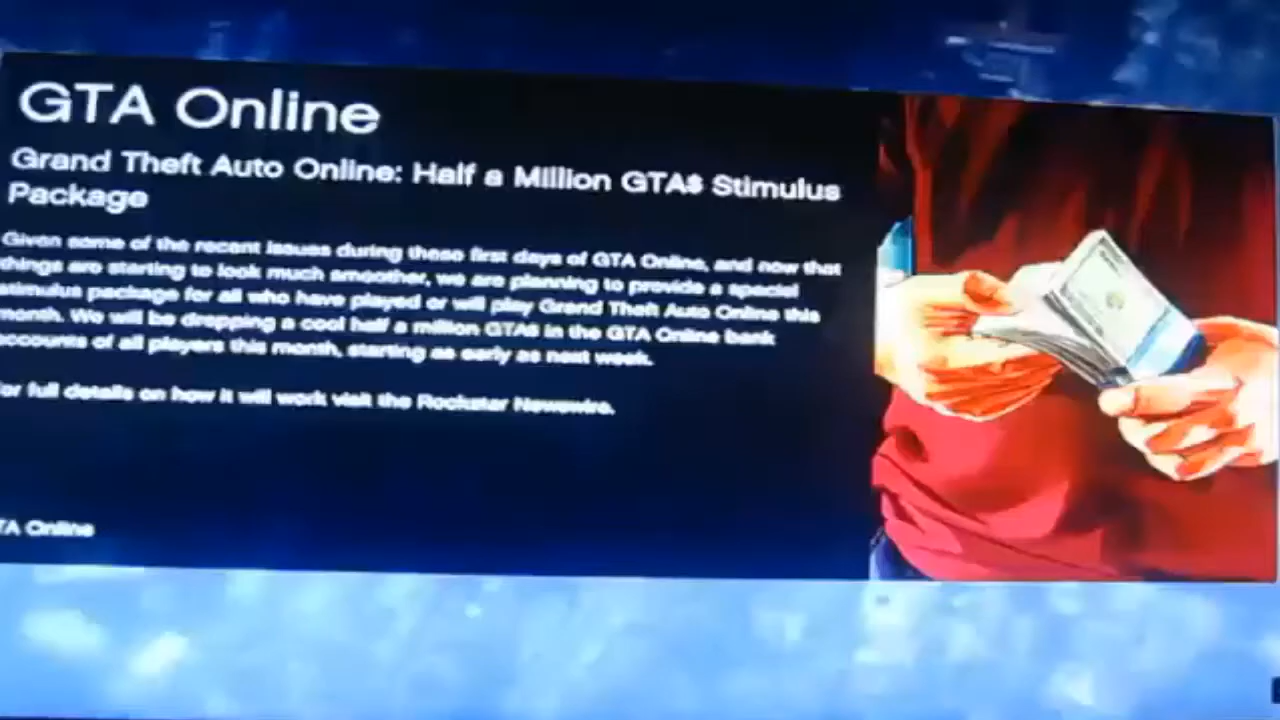 GTA Online
Grand Theft Auto Online: Half a Million GTA$ Stimulus
Package
Given some of the recent issues during these first days of GTA Online, and now that
things are starting to look much smoother, we are planning to provide a special
stimulus package for all who have played or will play Grand Theft Auto Online this
month. We will be dropping a cool half a million GTA$ in the GTA Online bank
accounts of all players this month, starting as early as next week.
or full details on how it will work visit the Rockstar Newswire.
TA Online